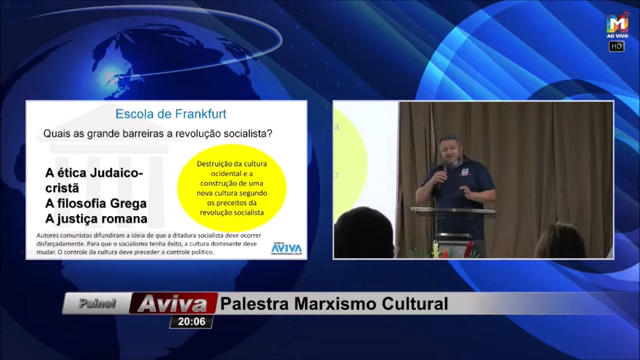 M
AO VIVO
HD
Escola de Frankfurt
Quais as grande barreiras a revolução socialista?
A ética Judaico-
cristã
A filosofia Grega
A justiça romana
Destruição da cultura
ocidental e a
construção de uma
nova cultura segundo
os preceitos da
revolução socialista
Autores comunistas difundiram a ideia de que a ditadura socialista deve ocorrer
disfarçadamente. Para que o socialismo tenha êxito, a cultura dominante deve
mudar. O controle da cultura deve preceder o controle político.
AVIVA
Painel Aviva Palestra Marxismo Cultural
20:06